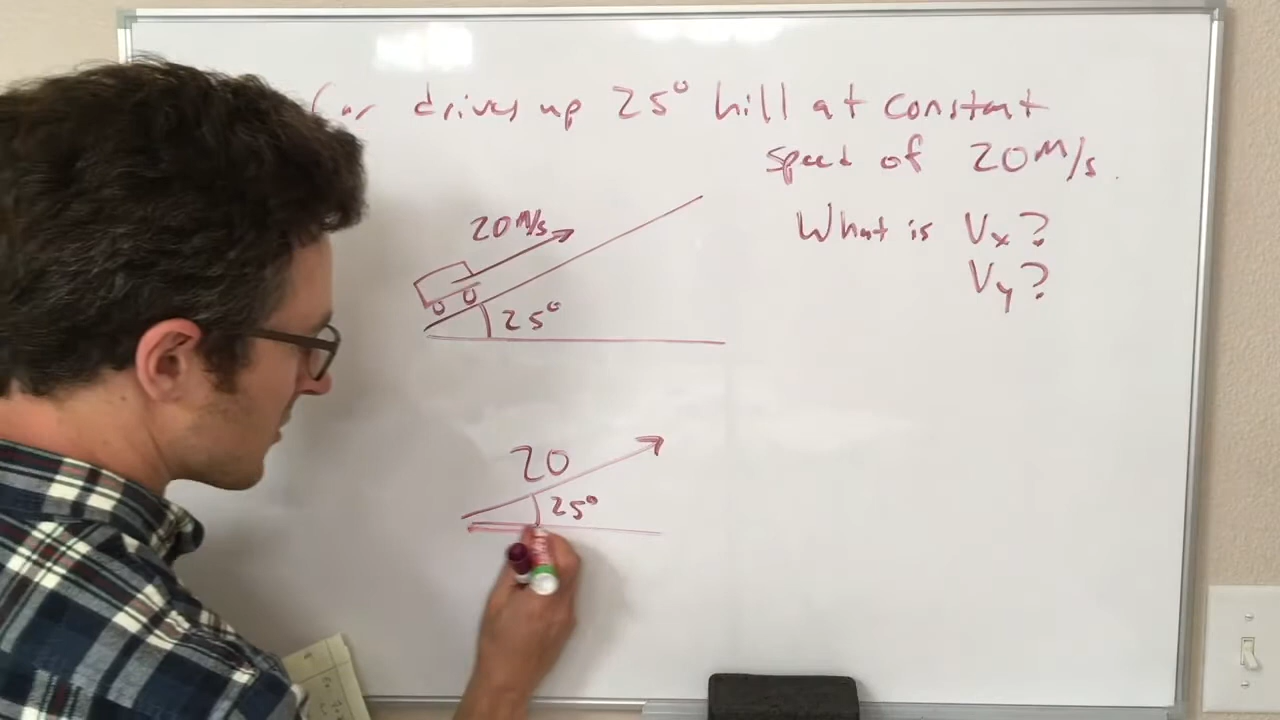 Car drives up 25° hill at constant
speed of 20 m/s.
What is Vx?
Vy?
20 m/s
25°
20
25°